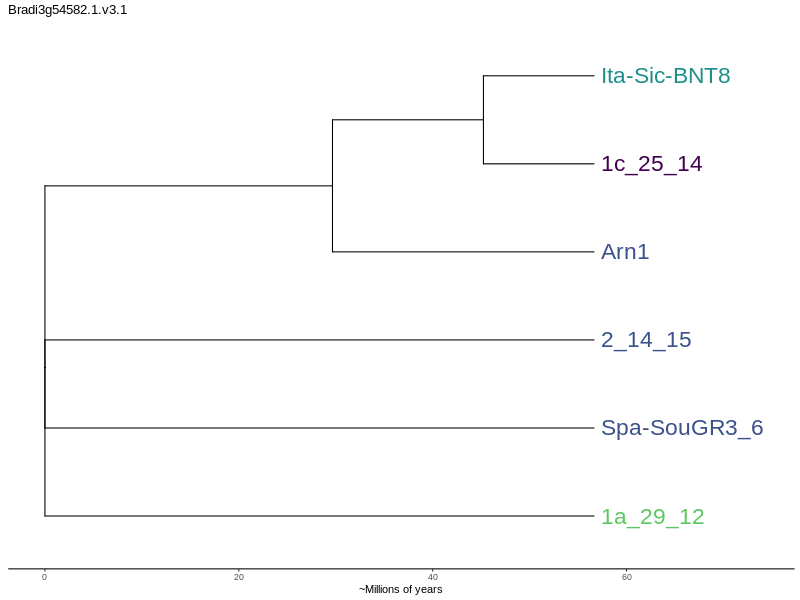 Bradi3g54582.1.v3.1
Ita-Sic-BNT8
1c_25_14
Arn1
2_14_15
Spa-SouGR3_6
1a_29_12
0 20 40 60
~Millions of years